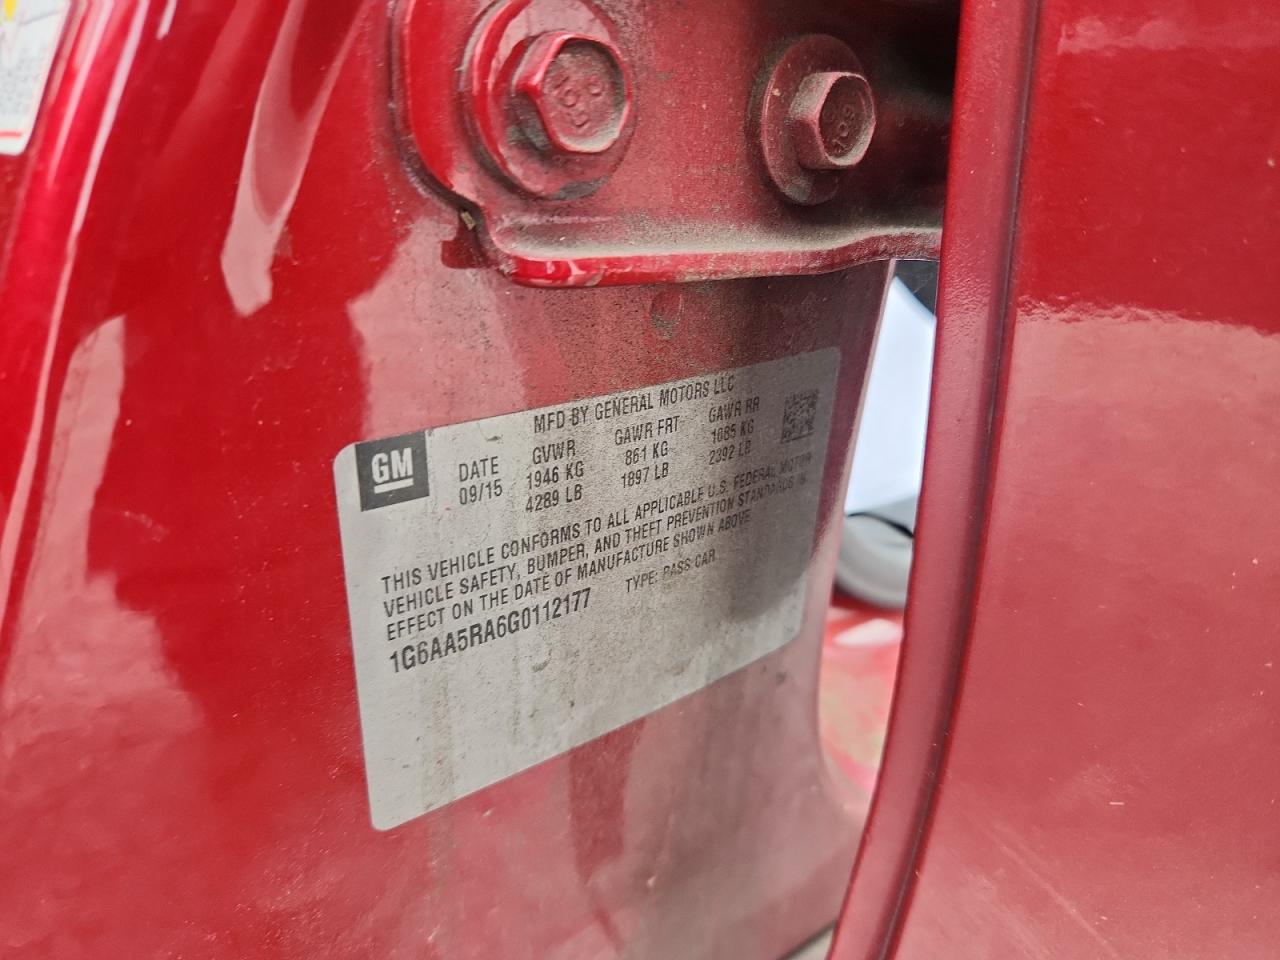 MFD BY GENERAL MOTORS LLC
GM
DATE GVWR GAWR FRT GAWR RR
09/15 1946 KG 861 KG 1085 KG
4289 LB 1897 LB 2392 LB
THIS VEHICLE CONFORMS TO ALL APPLICABLE U.S. FEDERAL MOTOR
VEHICLE SAFETY, BUMPER, AND THEFT PREVENTION STANDARDS IN
EFFECT ON THE DATE OF MANUFACTURE SHOWN ABOVE
1G6AA5RA6G0112177 TYPE: PASS CAR